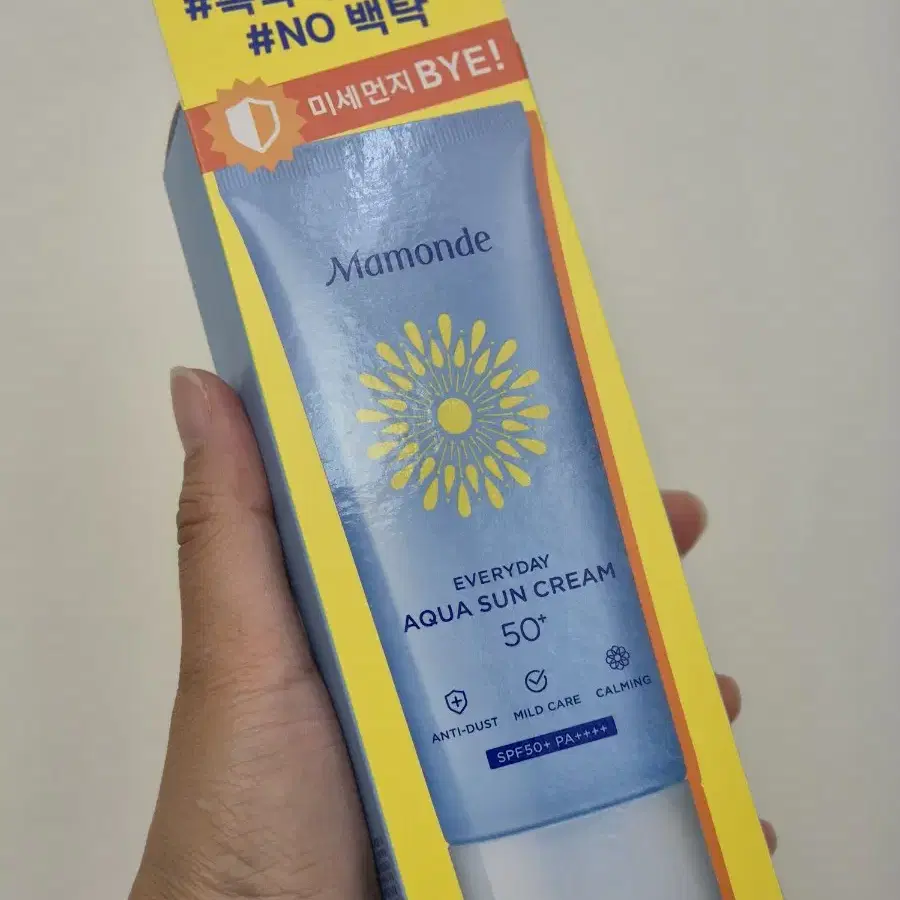 #NO 백탁
미세먼지 BYE!
Mamonde
EVERYDAY
AQUA SUN CREAM
50+
ANTI-DUST MILD CARE CALMING
SPF50+ PA++++